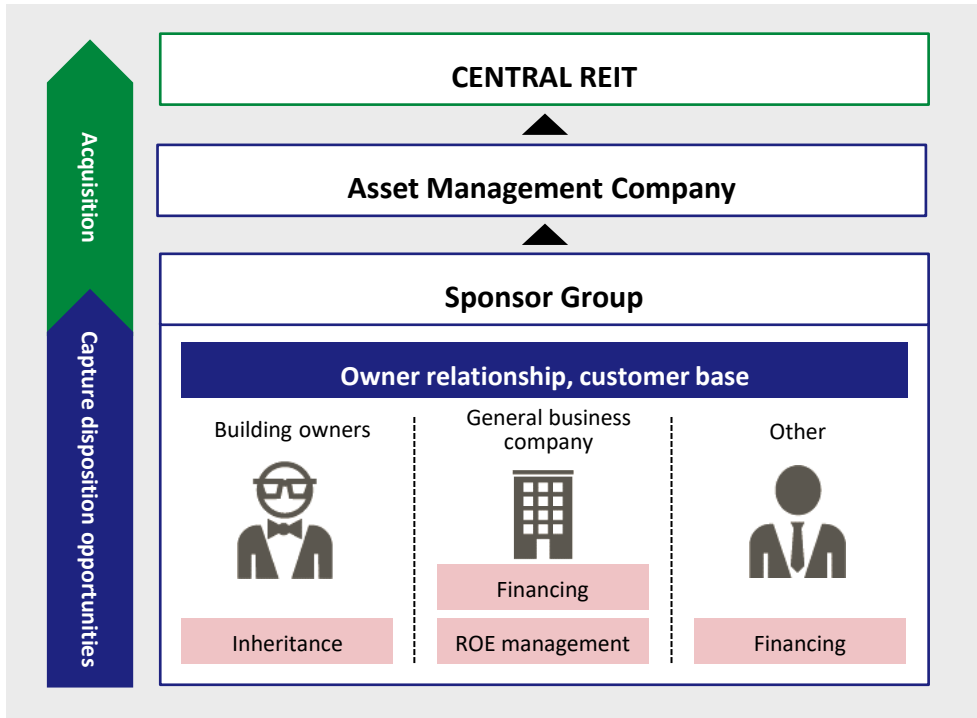 CENTRAL REIT
Asset Management Company
Sponsor Group
Owner relationship, customer base
Building owners
Inheritance
General business
company
Financing
ROE management
Other
Financing
Acquisition
Capture disposition opportunities